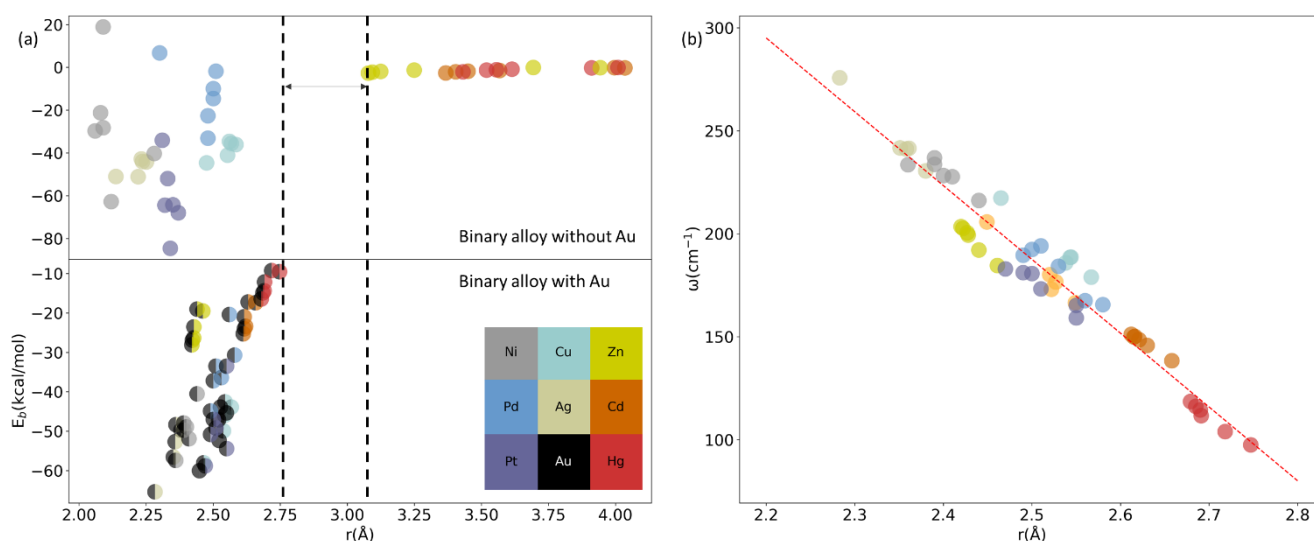 (a)
20
0
−20
−40
−60
−80
Binary alloy without Au
−10
−20
−30
−40
−50
−60
Binary alloy with Au
E_b(kcal/mol)
Ni Cu Zn
Pd Ag Cd
Pt Au Hg
2.00 2.25 2.50 2.75 3.00 3.25 3.50 3.75 4.00
r(Å)
(b)
300
250
200
150
100
ω(cm⁻¹)
2.2 2.3 2.4 2.5 2.6 2.7 2.8
r(Å)